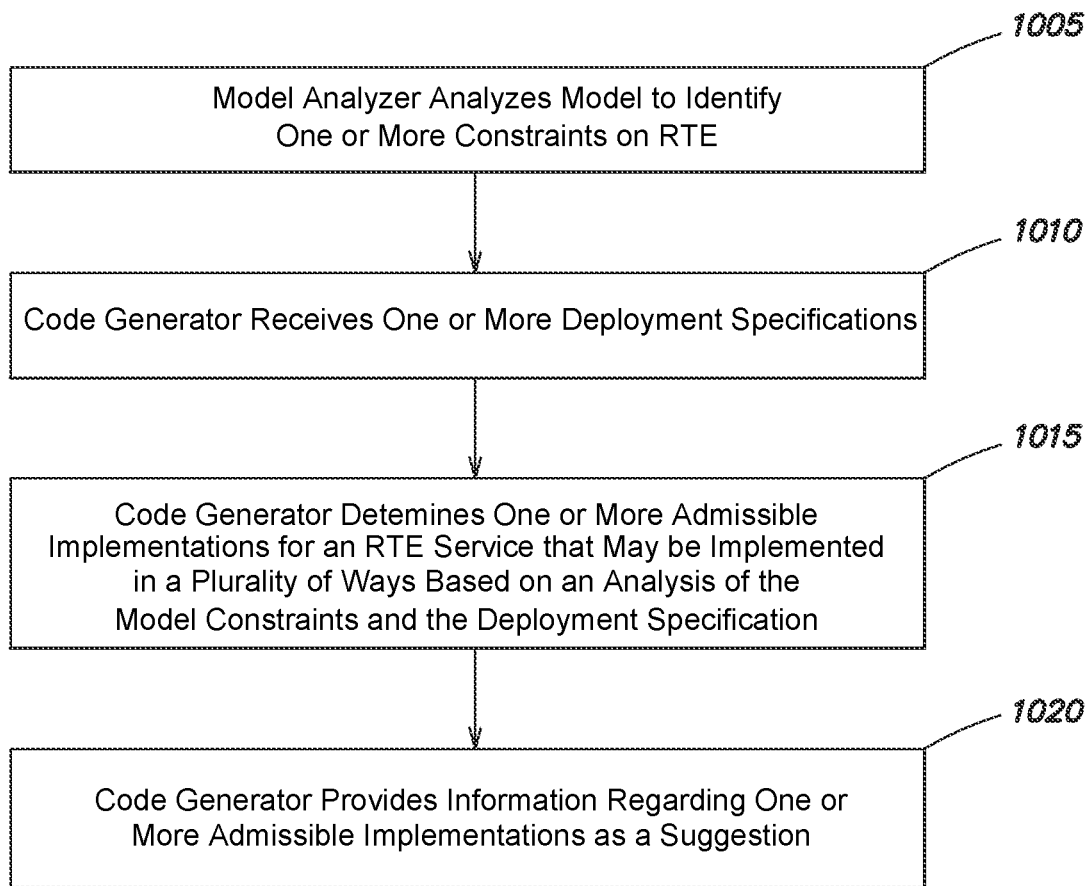 1005
Model Analyzer Analyzes Model to Identify
One or More Constraints on RTE
1010
Code Generator Receives One or More Deployment Specifications
1015
Code Generator Detemines One or More Admissible
Implementations for an RTE Service that May be Implemented
in a Plurality of Ways Based on an Analysis of the
Model Constraints and the Deployment Specification
1020
Code Generator Provides Information Regarding One or
More Admissible Implementations as a Suggestion